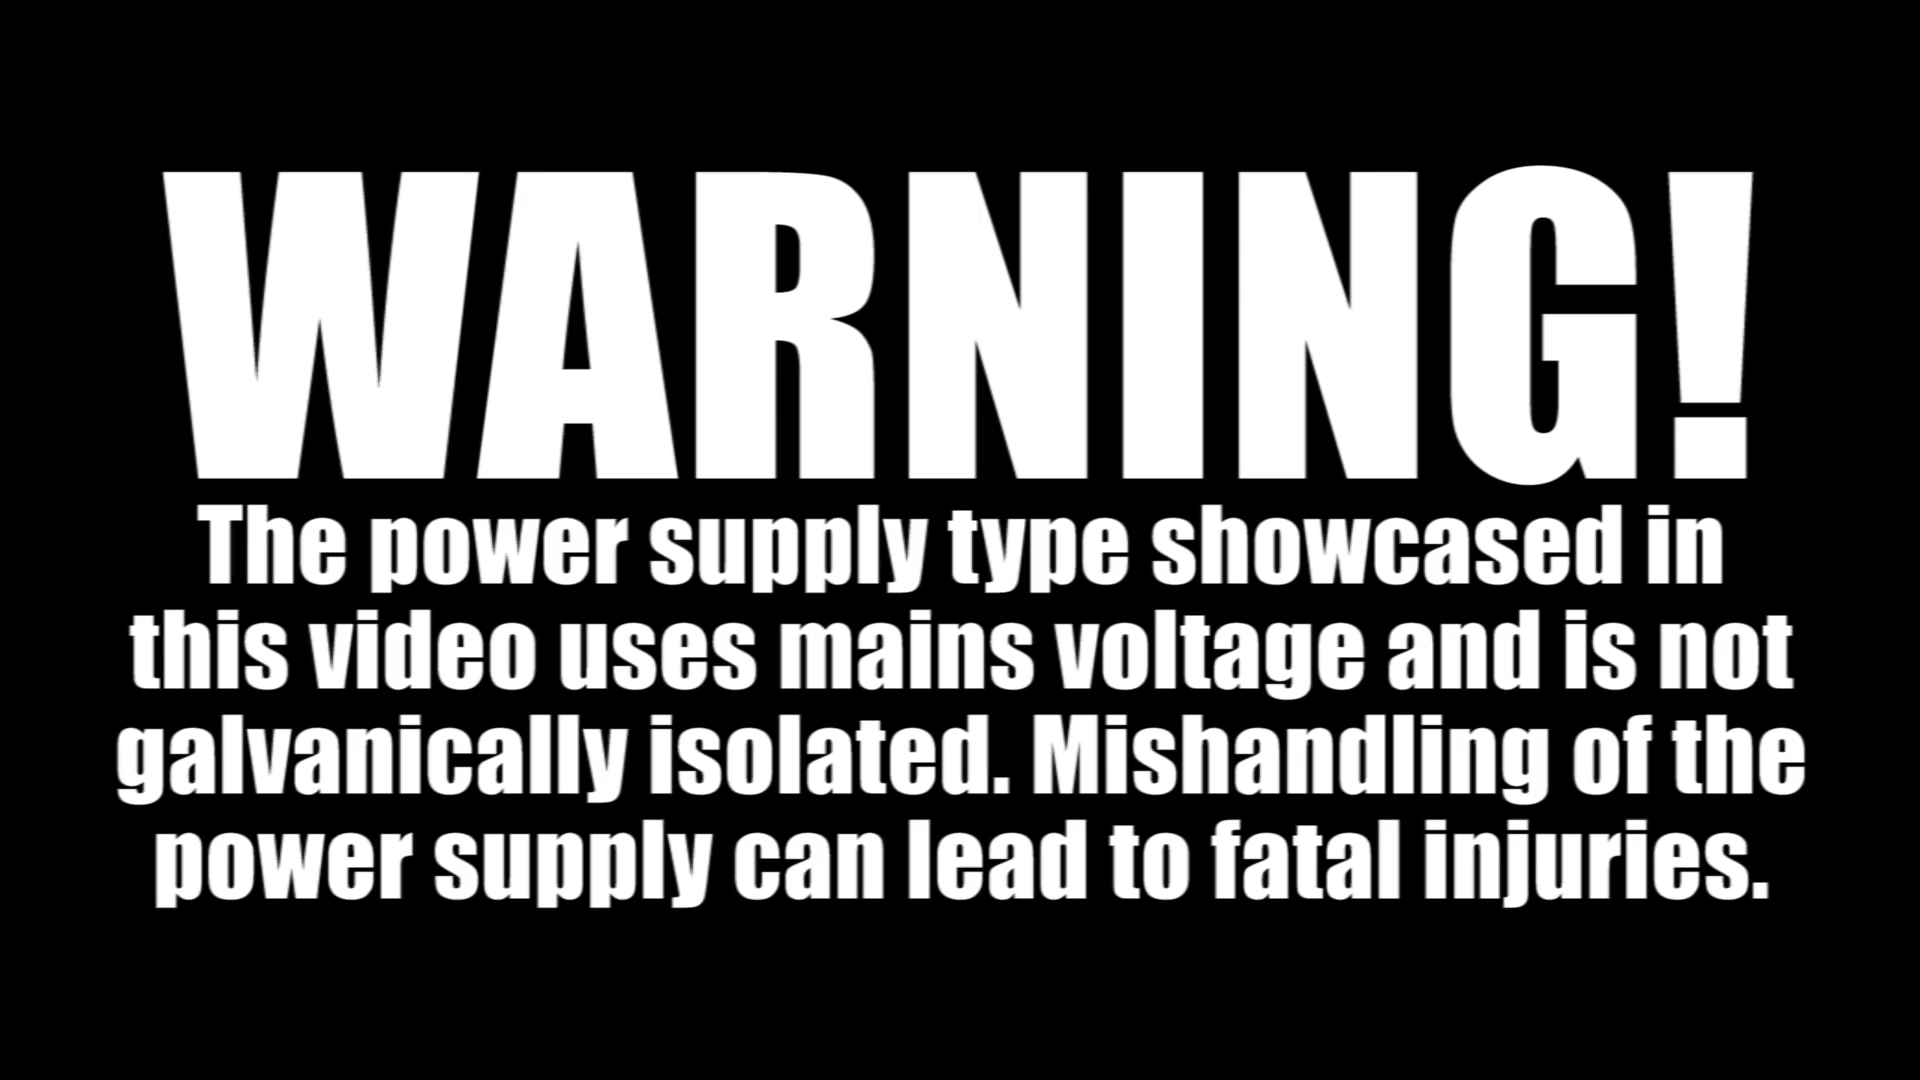 WARNING!
The power supply type showcased in
this video uses mains voltage and is not
galvanically isolated. Mishandling of the
power supply can lead to fatal injuries.